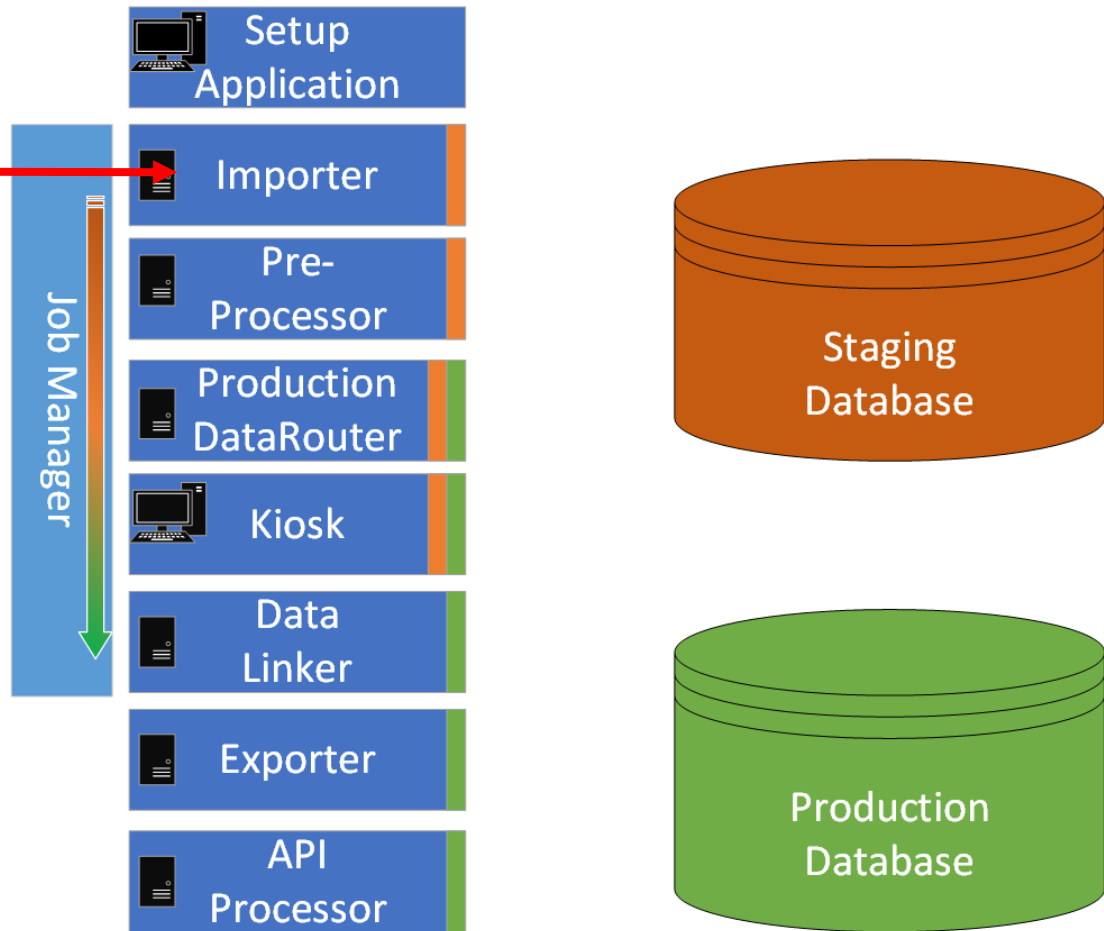 Setup
Application
Importer
Pre-
Processor
Production
DataRouter
Kiosk
Data
Linker
Exporter
API
Processor
Job Manager
Staging
Database
Production
Database